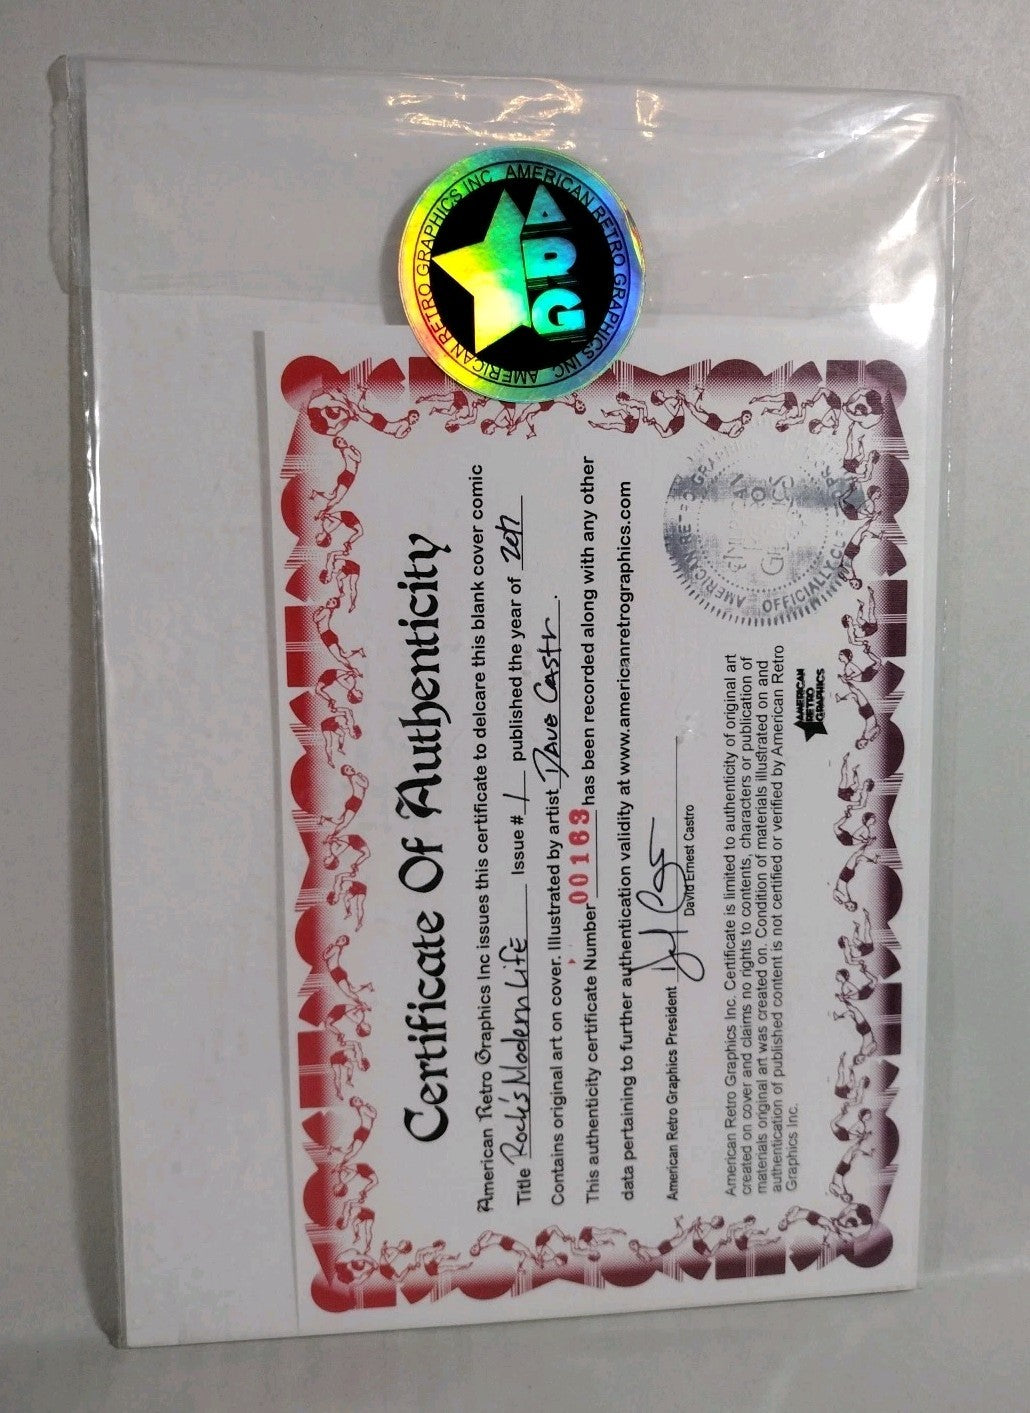 AMERICAN RETRO GRAPHICS INC. AMERICAN RETRO GRAPHICS INC.
ARG
Certificate Of Authenticity
American Retro Graphics Inc issues this certificate to delcare this blank cover comic
Title Rocko's Modern Life Issue # 1 published the year of 2017
Contains original art on cover. Illustrated by artist Dave Castr.
This authenticity certificate Number 00163 has been recorded along with any other
data pertaining to further authentication validity at www.americanretrographics.com
American Retro Graphics President
David Ernest Castro
American Retro Graphics Inc. Certificate is limited to authenticity of original art
created on cover and claims no rights to contents, characters or publication of
materials original art was created on. Condition of materials illustrated on and
authentication of published content is not certified or verified by American Retro
Graphics Inc.
AMERICAN
RETRO
GRAPHICS
AMERICAN RETRO
OFFICIALLY